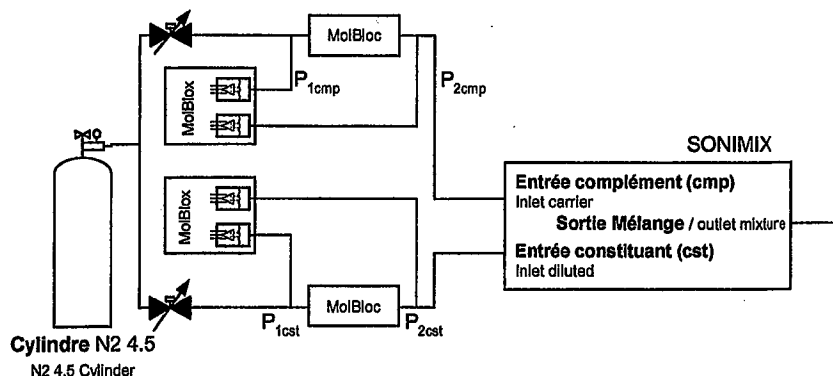 MolBloc
P1cmp
P2cmp
MolBlox
MolBlox
SONIMIX
Entrée complément (cmp)
Inlet carrier
Sortie Mélange / outlet mixture
Entrée constituant (cst)
Inlet diluted
MolBloc
P1cst
P2cst
Cylindre N2 4.5
N2 4.5 Cylinder